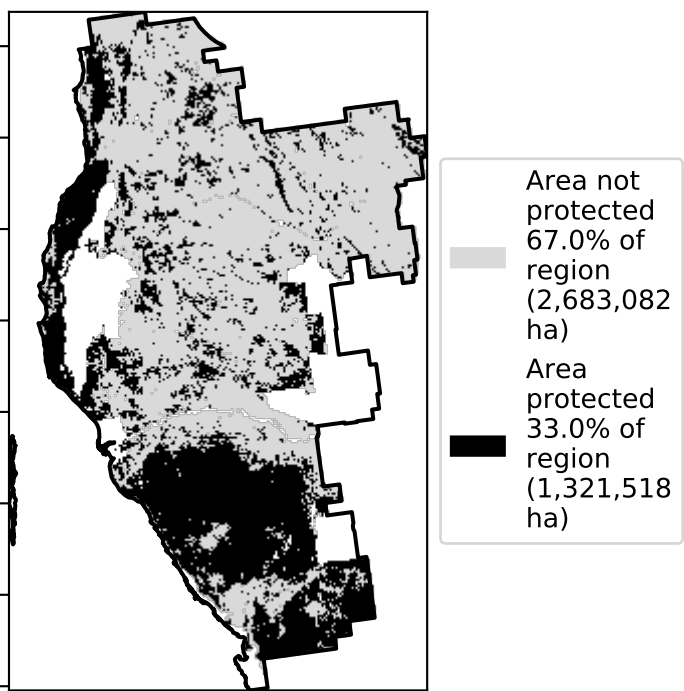 Area not
protected
67.0% of
region
(2,683,082
ha)
Area
protected
33.0% of
region
(1,321,518
ha)